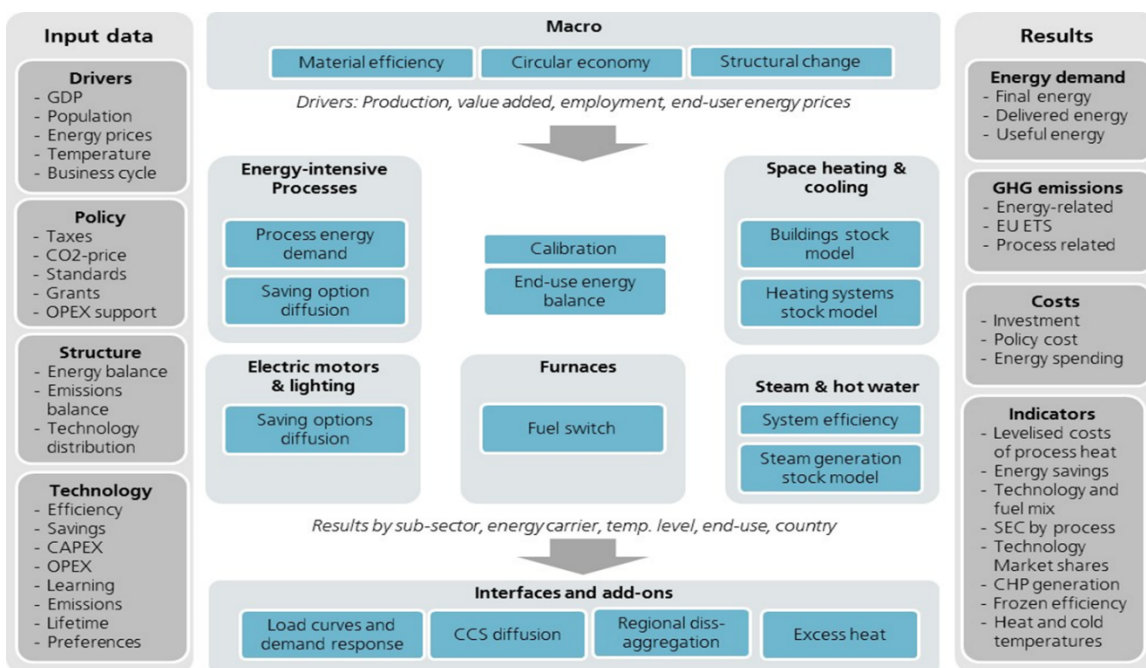 Input data
Drivers
- GDP
- Population
- Energy prices
- Temperature
- Business cycle
Policy
- Taxes
- CO2-price
- Standards
- Grants
- OPEX support
Structure
- Energy balance
- Emissions
balance
- Technology
distribution
Technology
- Efficiency
- Savings
- CAPEX
- OPEX
- Learning
- Emissions
- Lifetime
- Preferences
Macro
Material efficiency
Circular economy
Structural change
Drivers: Production, value added, employment, end-user energy prices
Energy-intensive
Processes
Process energy
demand
Saving option
diffusion
Calibration
End-use energy
balance
Space heating &
cooling
Buildings stock
model
Heating systems
stock model
Electric motors
& lighting
Saving options
diffusion
Furnaces
Fuel switch
Steam & hot water
System efficiency
Steam generation
stock model
Results by sub-sector, energy carrier, temp. level, end-use, country
Interfaces and add-ons
Load curves and
demand response
CCS diffusion
Regional diss-
aggregation
Excess heat
Results
Energy demand
- Final energy
- Delivered energy
- Useful energy
GHG emissions
- Energy-related
- EU ETS
- Process related
Costs
- Investment
- Policy cost
- Energy spending
Indicators
- Levelised costs
of process heat
- Energy savings
- Technology and
fuel mix
- SEC by process
- Technology
Market shares
- CHP generation
- Frozen efficiency
- Heat and cold
temperatures